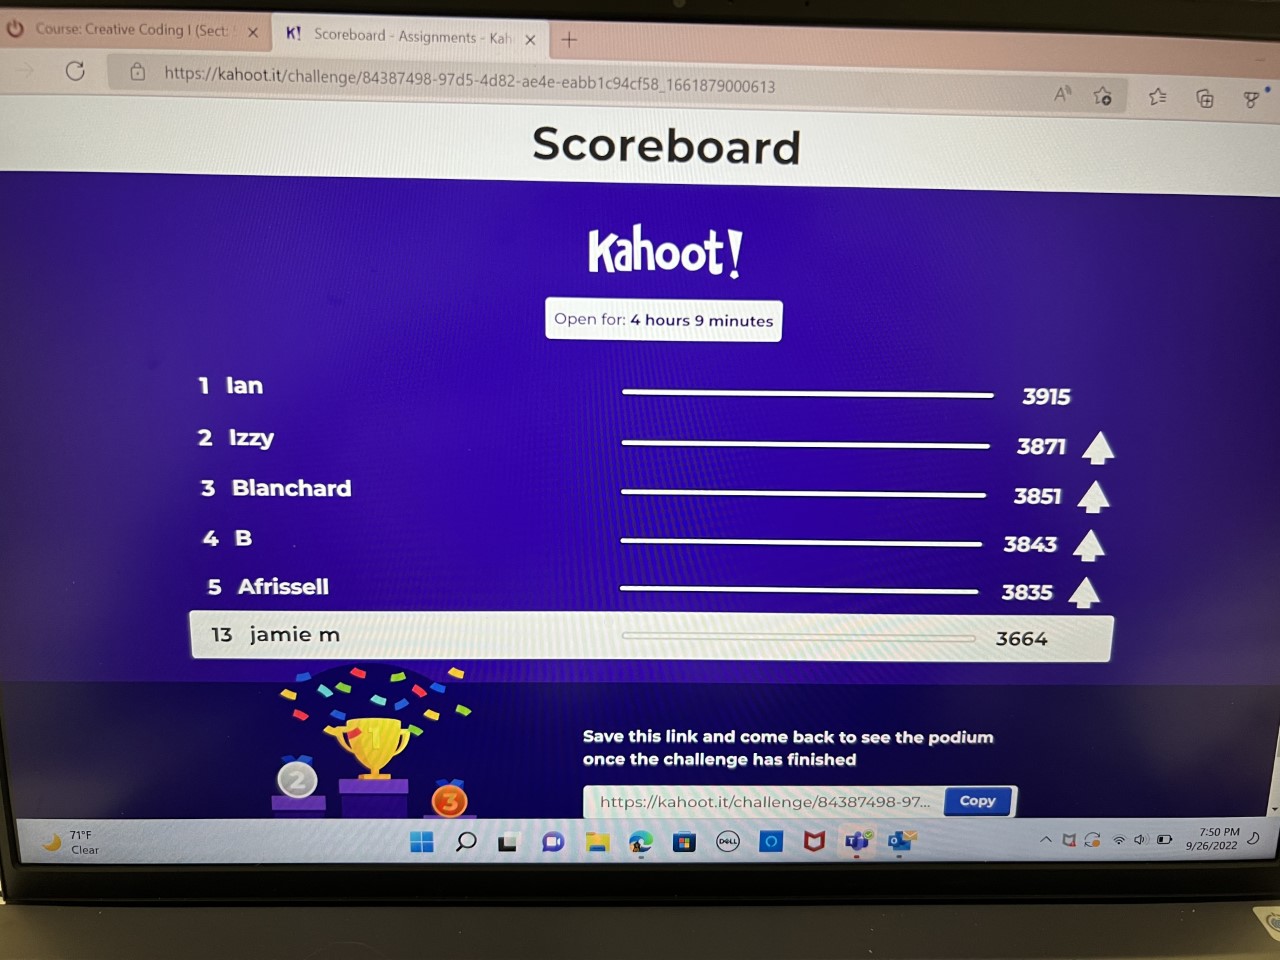 Course: Creative Coding I (Sect:
K! Scoreboard - Assignments - Kah
https://kahoot.it/challenge/84387498-97d5-4d82-ae4e-eabb1c94cf58_1661879000613
Scoreboard
Kahoot!
Open for: 4 hours 9 minutes
1 Ian 3915
2 Izzy 3871
3 Blanchard 3851
4 B 3843
5 Afrissell 3835
13 jamie m 3664
1
2
3
Save this link and come back to see the podium
once the challenge has finished
https://kahoot.it/challenge/84387498-97... Copy
71°F
Clear
DELL
7:50 PM
9/26/2022